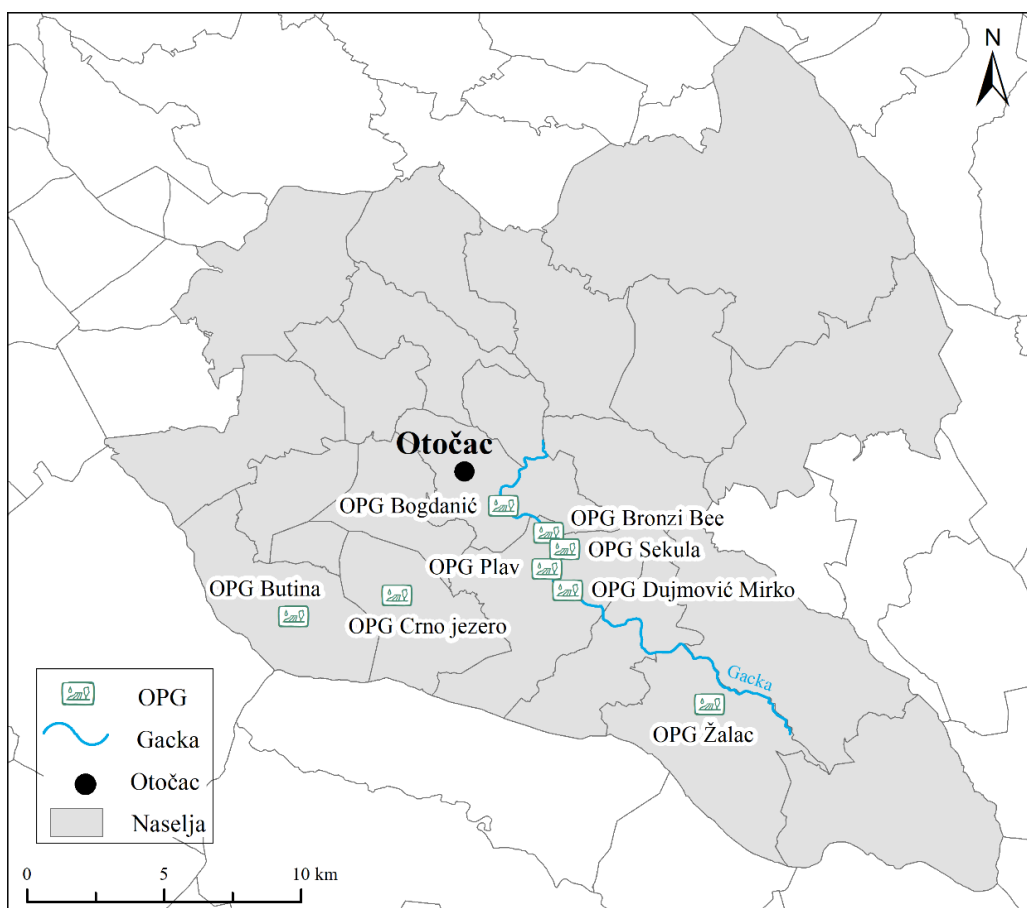 N
Otočac
OPG Bogdanić
OPG Bronzi Bee
OPG Sekula
OPG Plav
OPG Dujmović Mirko
OPG Butina
OPG Crno jezero
Gacka
OPG Žalac
OPG
Gacka
Otočac
Naselja
0 5 10 km